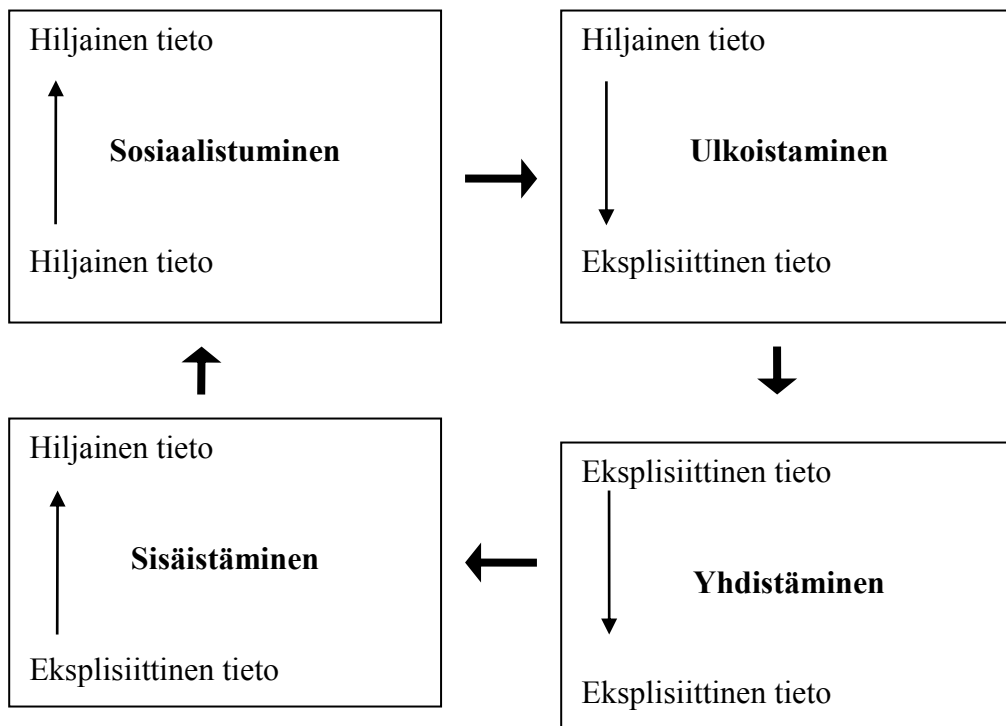 Hiljainen tieto
Sosiaalistuminen
Hiljainen tieto
Hiljainen tieto
Ulkoistaminen
Eksplisiittinen tieto
Hiljainen tieto
Sisäistäminen
Eksplisiittinen tieto
Eksplisiittinen tieto
Yhdistäminen
Eksplisiittinen tieto